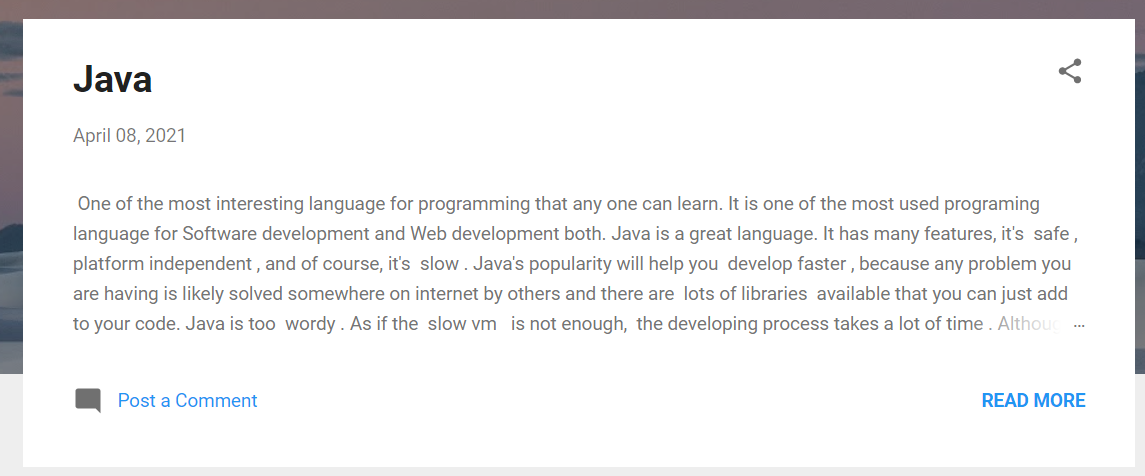 Java
April 08, 2021
One of the most interesting language for programming that any one can learn. It is one of the most used programing
language for Software development and Web development both. Java is a great language. It has many features, it's  safe ,
platform independent , and of course, it's  slow . Java's popularity will help you  develop faster , because any problem you
are having is likely solved somewhere on internet by others and there are  lots of libraries  available that you can just add
to your code. Java is too  wordy . As if the  slow vm   is not enough,  the developing process takes a lot of time . Althoug ...
Post a Comment
READ MORE